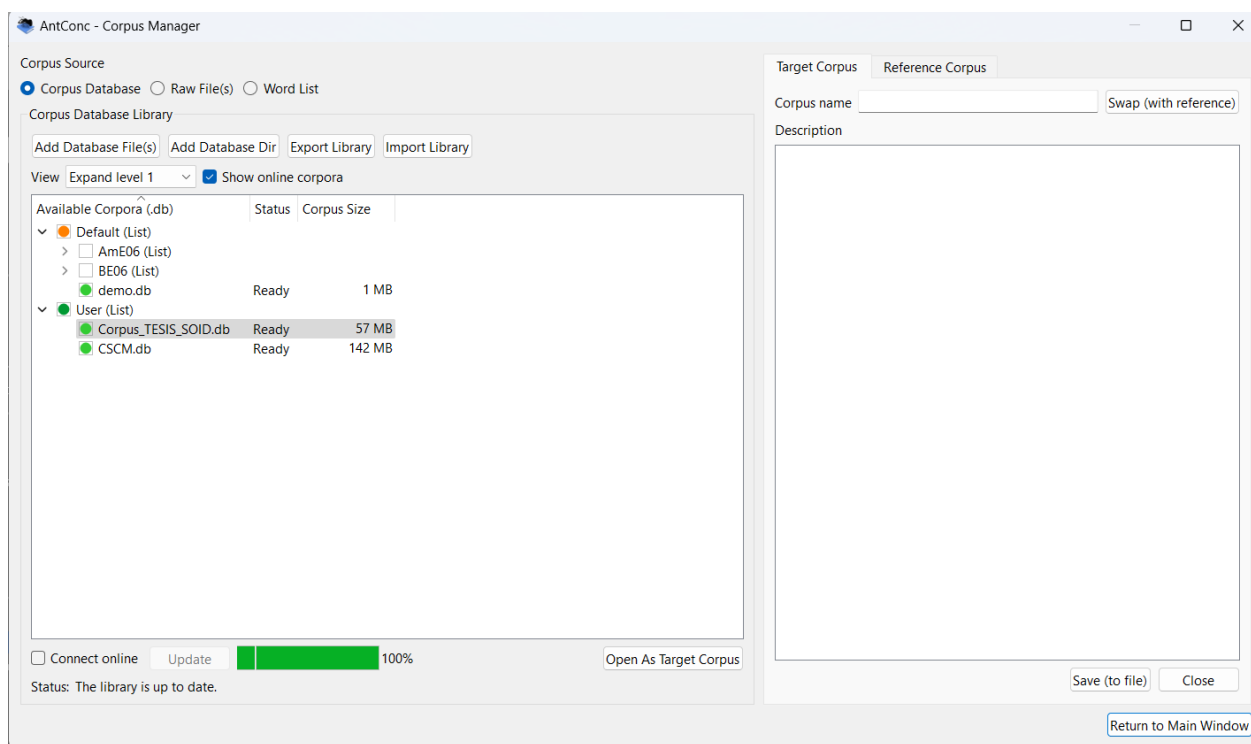 AntConc - Corpus Manager
Corpus Source
Corpus Database Raw File(s) Word List
Corpus Database Library
Add Database File(s) Add Database Dir Export Library Import Library
View Expand level 1 Show online corpora
Available Corpora (.db) Status Corpus Size
Default (List)
AmE06 (List)
BE06 (List)
demo.db Ready 1 MB
User (List)
Corpus_TESIS_SOID.db Ready 57 MB
CSCM.db Ready 142 MB
Connect online Update 100% Open As Target Corpus
Status: The library is up to date.
Target Corpus Reference Corpus
Corpus name Swap (with reference)
Description
Save (to file) Close
Return to Main Window